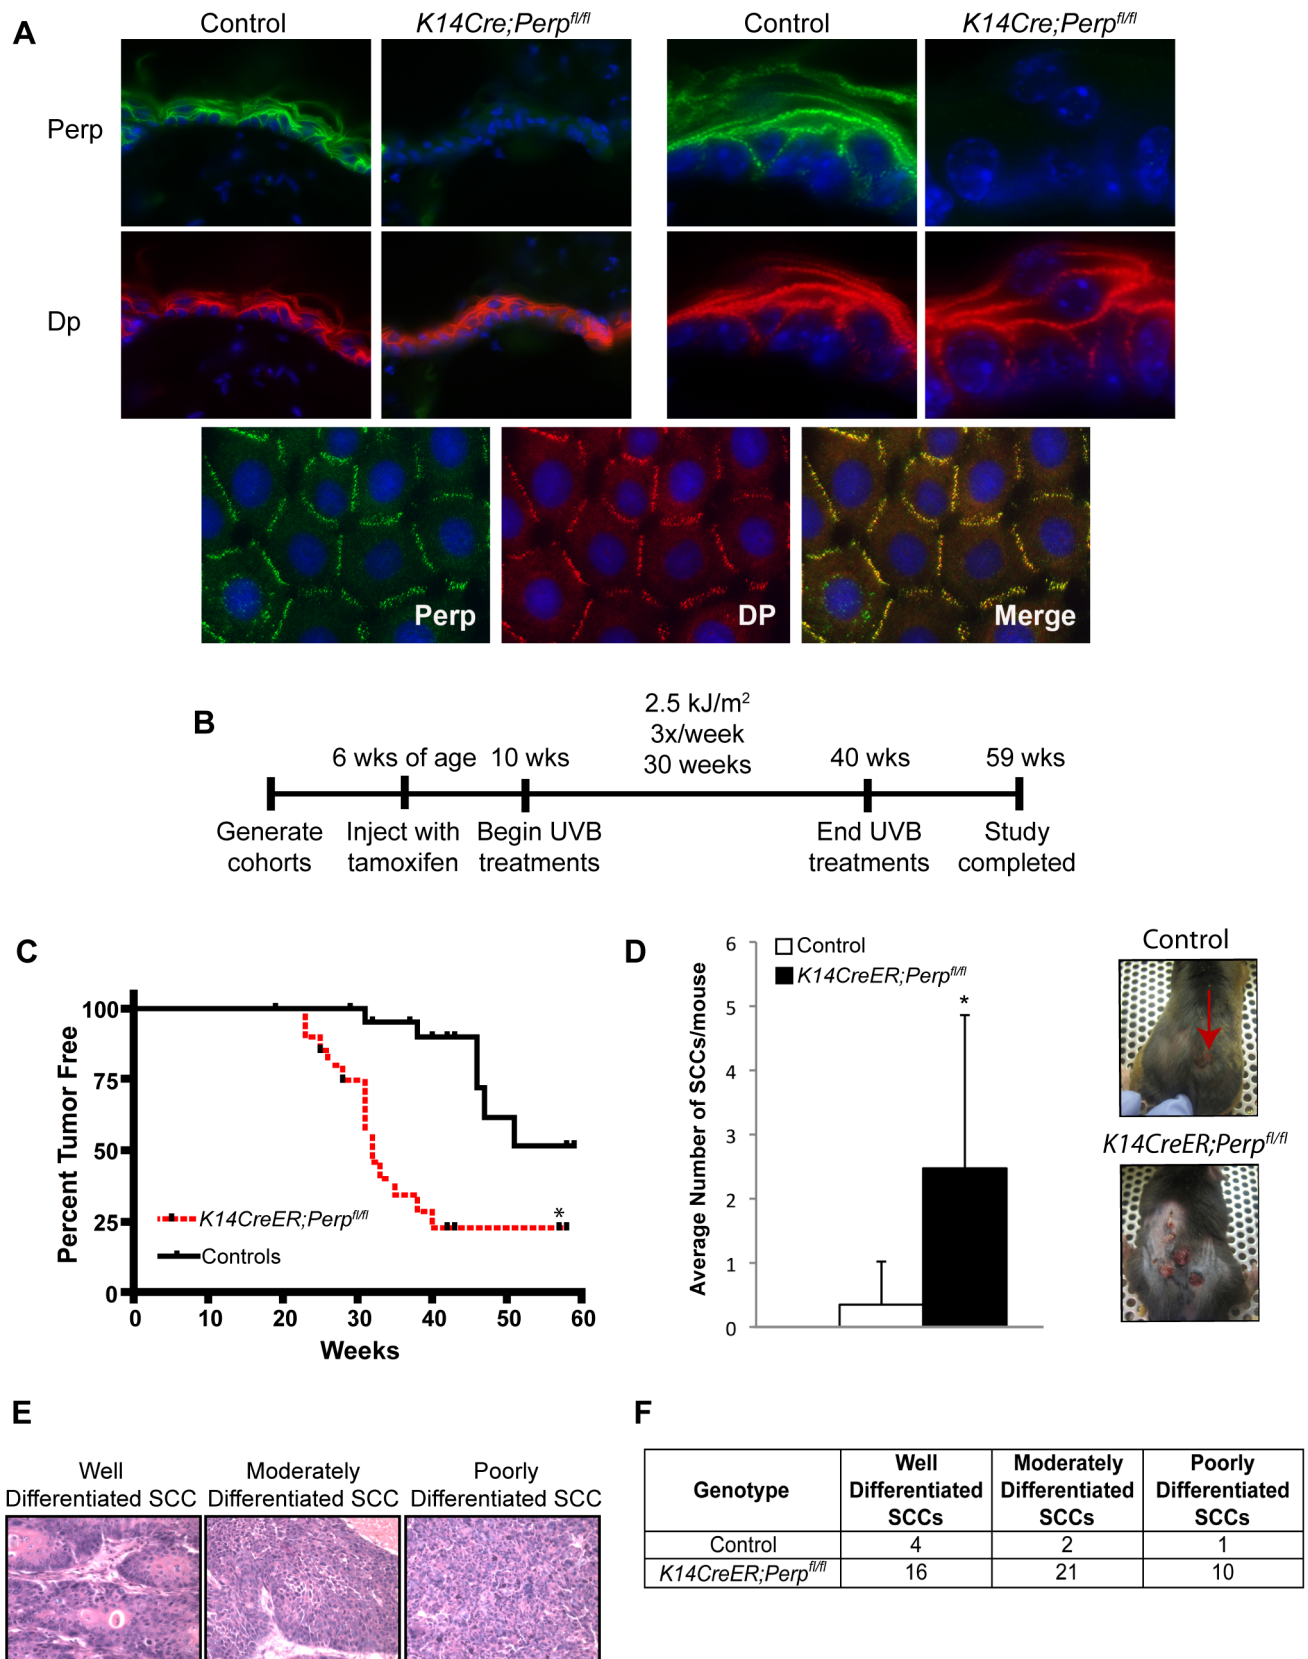 A
Control
K14Cre;Perp^fl/fl
Control
K14Cre;Perp^fl/fl
Perp
Dp
Perp
DP
Merge
B
2.5 kJ/m²
3x/week
30 weeks
6 wks of age
10 wks
40 wks
59 wks
Generate
cohorts
Inject with
tamoxifen
Begin UVB
treatments
End UVB
treatments
Study
completed
C
Percent Tumor Free
100
75
50
25
0
K14CreER;Perp^fl/fl
Controls
*
0 10 20 30 40 50 60
Weeks
D
Average Number of SCCs/mouse
6
5
4
3
2
1
0
Control
K14CreER;Perp^fl/fl
*
Control
K14CreER;Perp^fl/fl
E
Well
Differentiated SCC
Moderately
Differentiated SCC
Poorly
Differentiated SCC
F
Genotype
Well
Differentiated
SCCs
Moderately
Differentiated
SCCs
Poorly
Differentiated
SCCs
Control 4 2 1
K14CreER;Perp^fl/fl 16 21 10